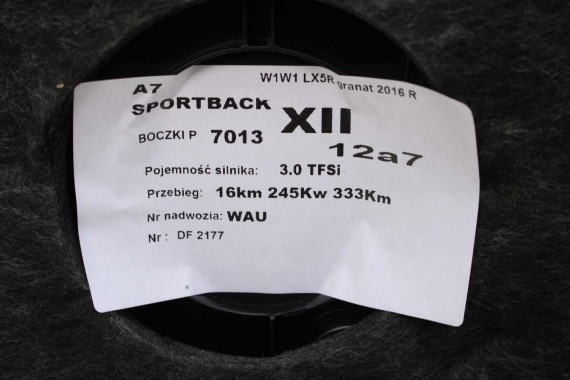 A7 W1W1 LX5R granat 2016 R
SPORTBACK XII
BOCZKI P 7013 12a7
Pojemność silnika: 3.0 TFSi
Przebieg: 16km 245Kw 333Km
Nr nadwozia: WAU
Nr : DF 2177